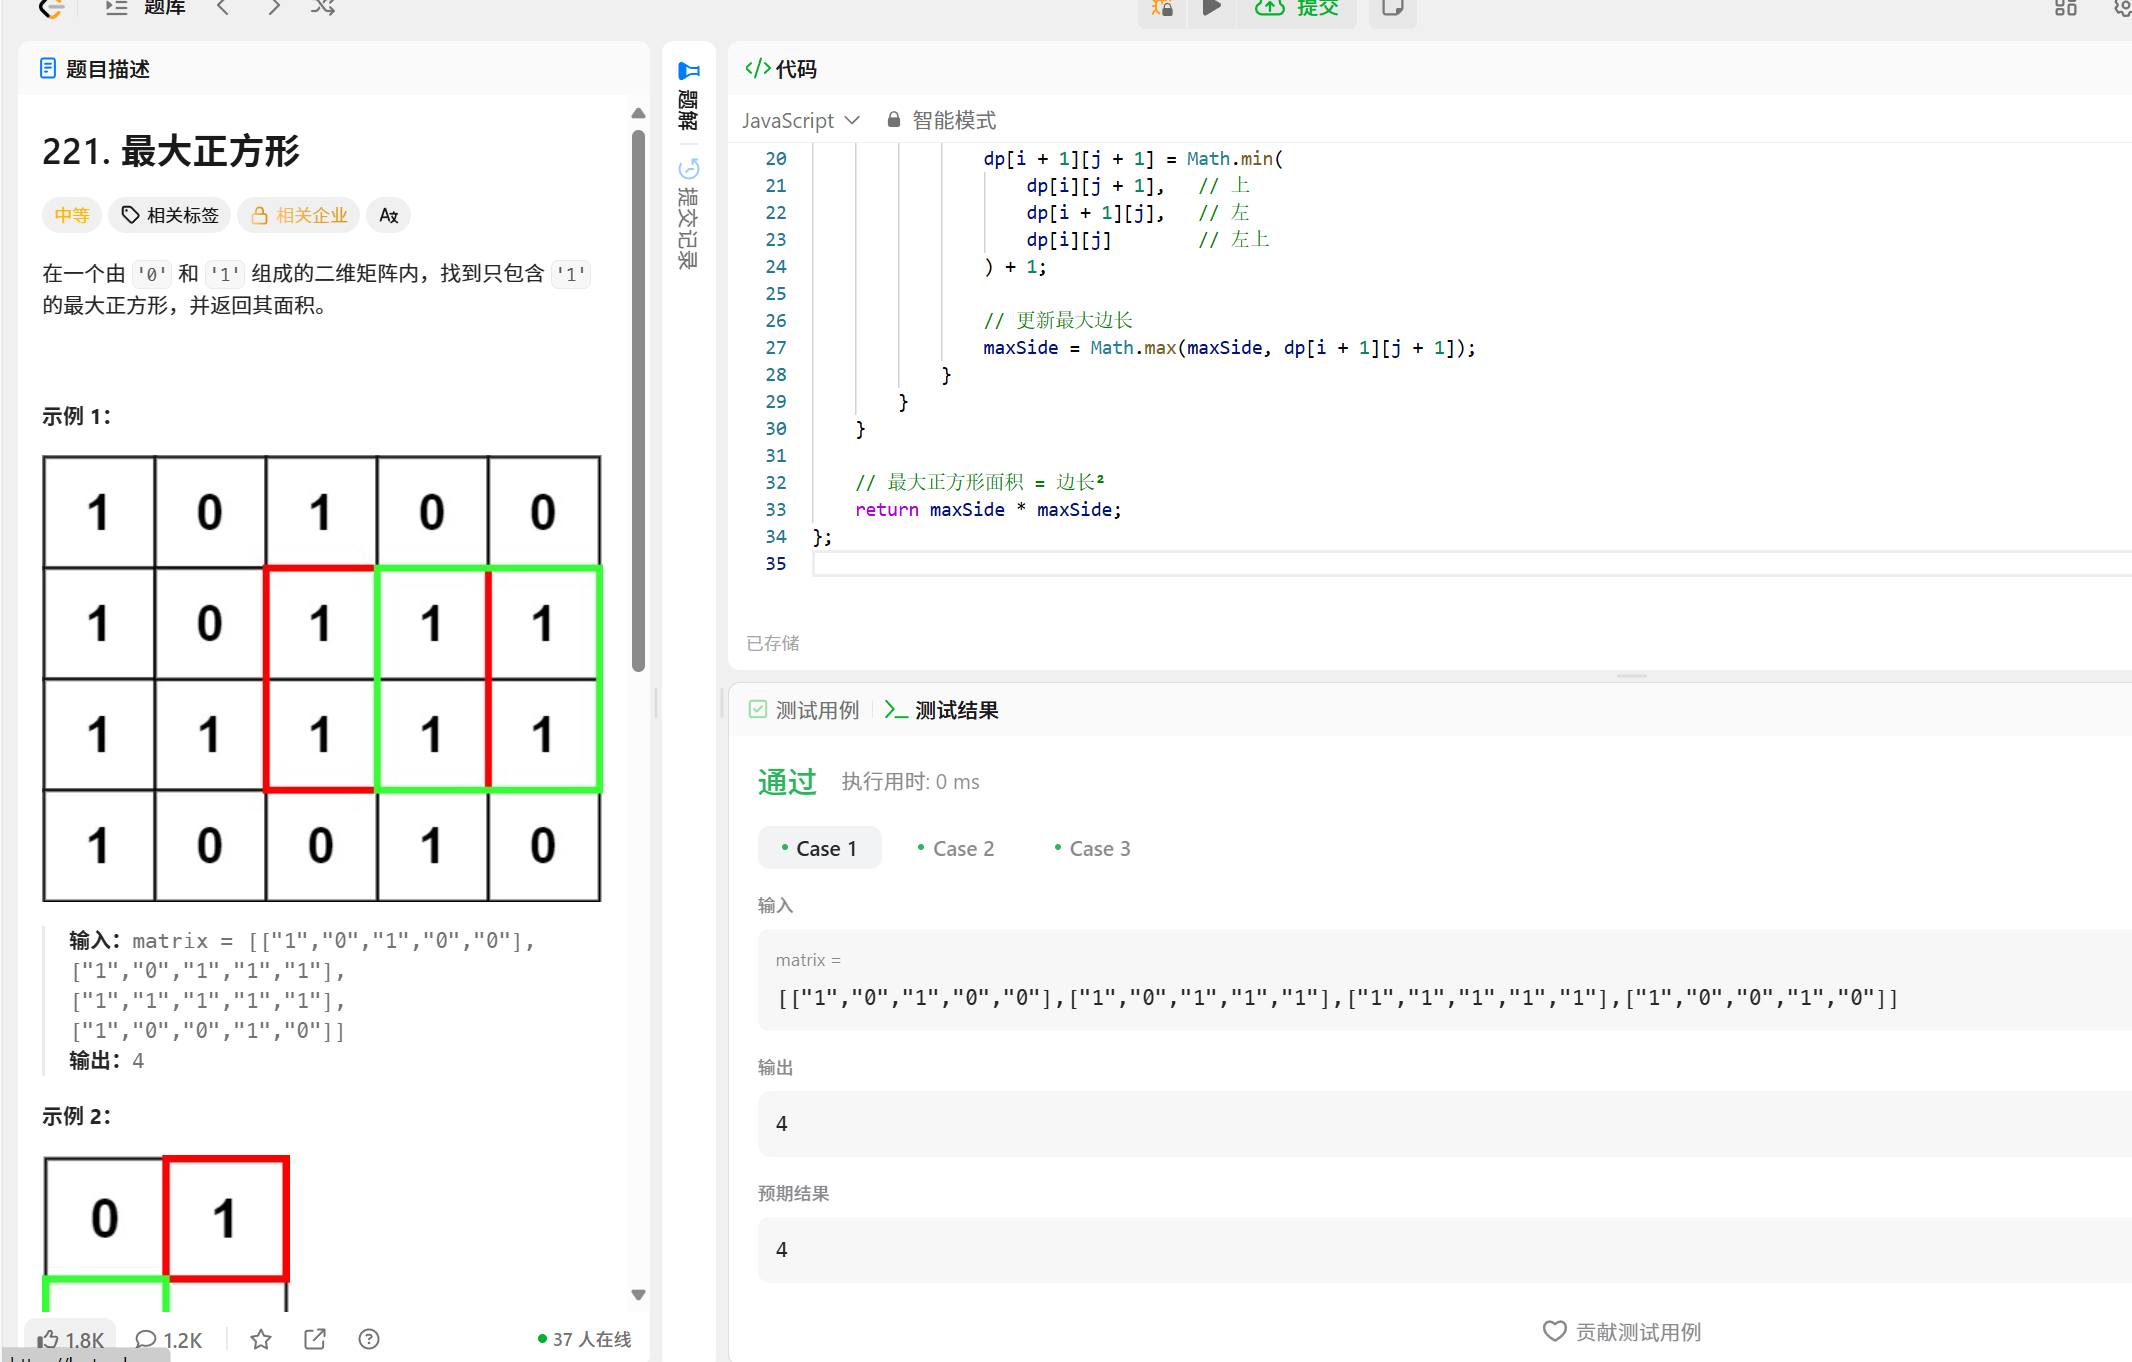 题库
提交
题目描述
221. 最大正方形
中等 相关标签 相关企业
在一个由 '0' 和 '1' 组成的二维矩阵内，找到只包含 '1'
的最大正方形，并返回其面积。
示例 1：
1 0 1 0 0
1 0 1 1 1
1 1 1 1 1
1 0 0 1 0
输入：matrix = [["1","0","1","0","0"],
["1","0","1","1","1"],
["1","1","1","1","1"],
["1","0","0","1","0"]]
输出：4
示例 2：
0 1
1.8K 1.2K 37 人在线
题解
提交记录
</> 代码
JavaScript 智能模式
20 dp[i + 1][j + 1] = Math.min(
21 dp[i][j + 1], // 上
22 dp[i + 1][j], // 左
23 dp[i][j] // 左上
24 ) + 1;
25
26 // 更新最大边长
27 maxSide = Math.max(maxSide, dp[i + 1][j + 1]);
28 }
29 }
30 }
31
32 // 最大正方形面积 = 边长²
33 return maxSide * maxSide;
34 };
35
已存储
测试用例 >_ 测试结果
通过 执行用时: 0 ms
Case 1 Case 2 Case 3
输入
matrix =
[["1","0","1","0","0"],["1","0","1","1","1"],["1","1","1","1","1"],["1","0","0","1","0"]]
输出
4
预期结果
4
贡献测试用例